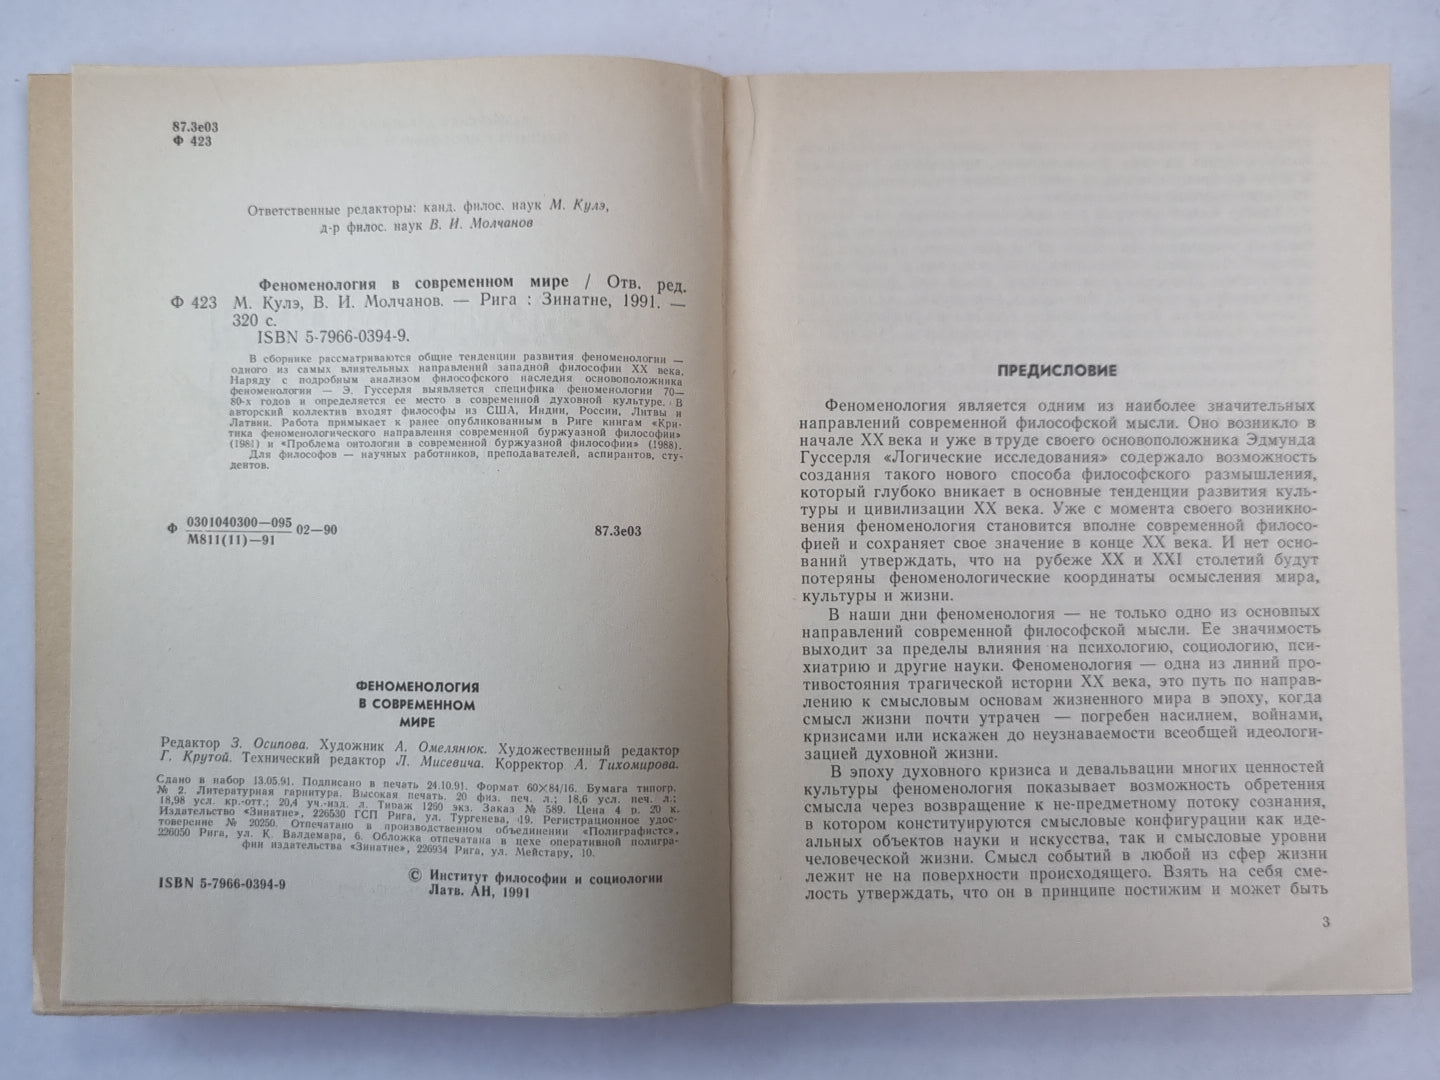 87.3е03
Ф 423
Ответственные редакторы: канд. филос. наук М. Кулэ,
д-р филос. наук В. И. Молчанов
Феноменология в современном мире / Отв. ред.
Ф 423 М. Кулэ, В. И. Молчанов. — Рига : Зинатне, 1991. —
320 с.
ISBN 5-7966-0394-9.
В сборнике рассматриваются общие тенденции развития феноменологии —
одного из самых влиятельных направлений западной философии XX века.
Наряду с подробным анализом философского наследия основоположника
феноменологии — Э. Гуссерля выявляется специфика феноменологии 70—
80-х годов и определяется ее место в современной духовной культуре. В
авторский коллектив входят философы из США, Индии, России, Литвы и
Латвии. Работа примыкает к ранее опубликованным в Риге книгам «Кри-
тика феноменологического направления современной буржуазной философии»
(1981) и «Проблема онтологии в современной буржуазной философии» (1988).
Для философов — научных работников, преподавателей, аспирантов, сту-
дентов.
Ф 0301040300—095 02—90
М811(11)—91
87.3е03
ФЕНОМЕНОЛОГИЯ
В СОВРЕМЕННОМ
МИРЕ
Редактор З. Осипова. Художник А. Омелянюк. Художественный редактор
Г. Крутой. Технический редактор Л. Мисевича. Корректор А. Тихомирова.
Сдано в набор 13.05.91. Подписано в печать 24.10.91. Формат 60×84/16. Бумага типогр.
№ 2. Литературная гарнитура. Высокая печать. 20 физ. печ. л.; 18,6 усл. печ. л.;
18,98 усл. кр.-отт.; 20,4 уч.-изд. л. Тираж 1250 экз. Заказ № 589. Цена 4 р. 20 к.
Издательство «Зинатне», 226530 ГСП Рига, ул. Тургенева, 19. Регистрационное удос-
товерение № 20250. Отпечатано в производственном объединении «Полиграфистс»,
226050 Рига, ул. К. Валдемара, 6. Обложка отпечатана в цехе оперативной полигра-
фии издательства «Зинатне», 226934 Рига, ул. Мейстару, 10.
ISBN 5-7966-0394-9
© Институт философии и социологии
Латв. АН, 1991
ПРЕДИСЛОВИЕ
Феноменология является одним из наиболее значительных
направлений современной философской мысли. Оно возникло в
начале XX века и уже в труде своего основоположника Эдмунда
Гуссерля «Логические исследования» содержало возможность
создания такого нового способа философского размышления,
который глубоко вникает в основные тенденции развития куль-
туры и цивилизации XX века. Уже с момента своего возникно-
вения феноменология становится вполне современной филосо-
фией и сохраняет свое значение в конце XX века. И нет осно-
ваний утверждать, что на рубеже XX и XXI столетий будут
потеряны феноменологические координаты осмысления мира,
культуры и жизни.
В наши дни феноменология — не только одно из основных
направлений современной философской мысли. Ее значимость
выходит за пределы влияния на психологию, социологию, пси-
хиатрию и другие науки. Феноменология — одна из линий про-
тивостояния трагической истории XX века, это путь по направ-
лению к смысловым основам жизненного мира в эпоху, когда
смысл жизни почти утрачен — погребен насилием, войнами,
кризисами или искажен до неузнаваемости всеобщей идеологи-
зацией духовной жизни.
В эпоху духовного кризиса и девальвации многих ценностей
культуры феноменология показывает возможность обретения
смысла через возвращение к не-предметному потоку сознания,
в котором конституируются смысловые конфигурации как иде-
альных объектов науки и искусства, так и смысловые уровни
человеческой жизни. Смысл событий в любой из сфер жизни
лежит не на поверхности происходящего. Взять на себя сме-
лость утверждать, что он в принципе постижим и может быть
3